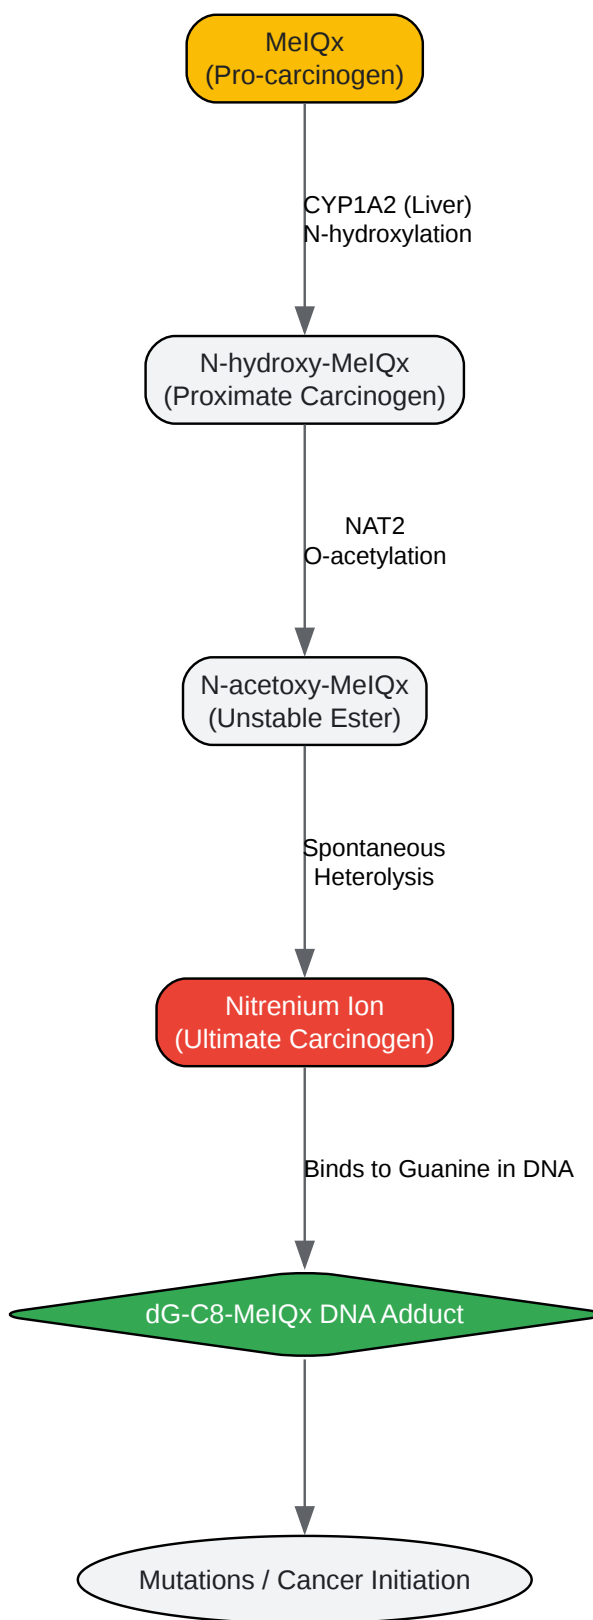 MeIQx
(Pro-carcinogen)
CYP1A2 (Liver)
N-hydroxylation
N-hydroxy-MeIQx
(Proximate Carcinogen)
NAT2
O-acetylation
N-acetoxy-MeIQx
(Unstable Ester)
Spontaneous
Heterolysis
Nitrenium Ion
(Ultimate Carcinogen)
Binds to Guanine in DNA
dG-C8-MeIQx DNA Adduct
Mutations / Cancer Initiation